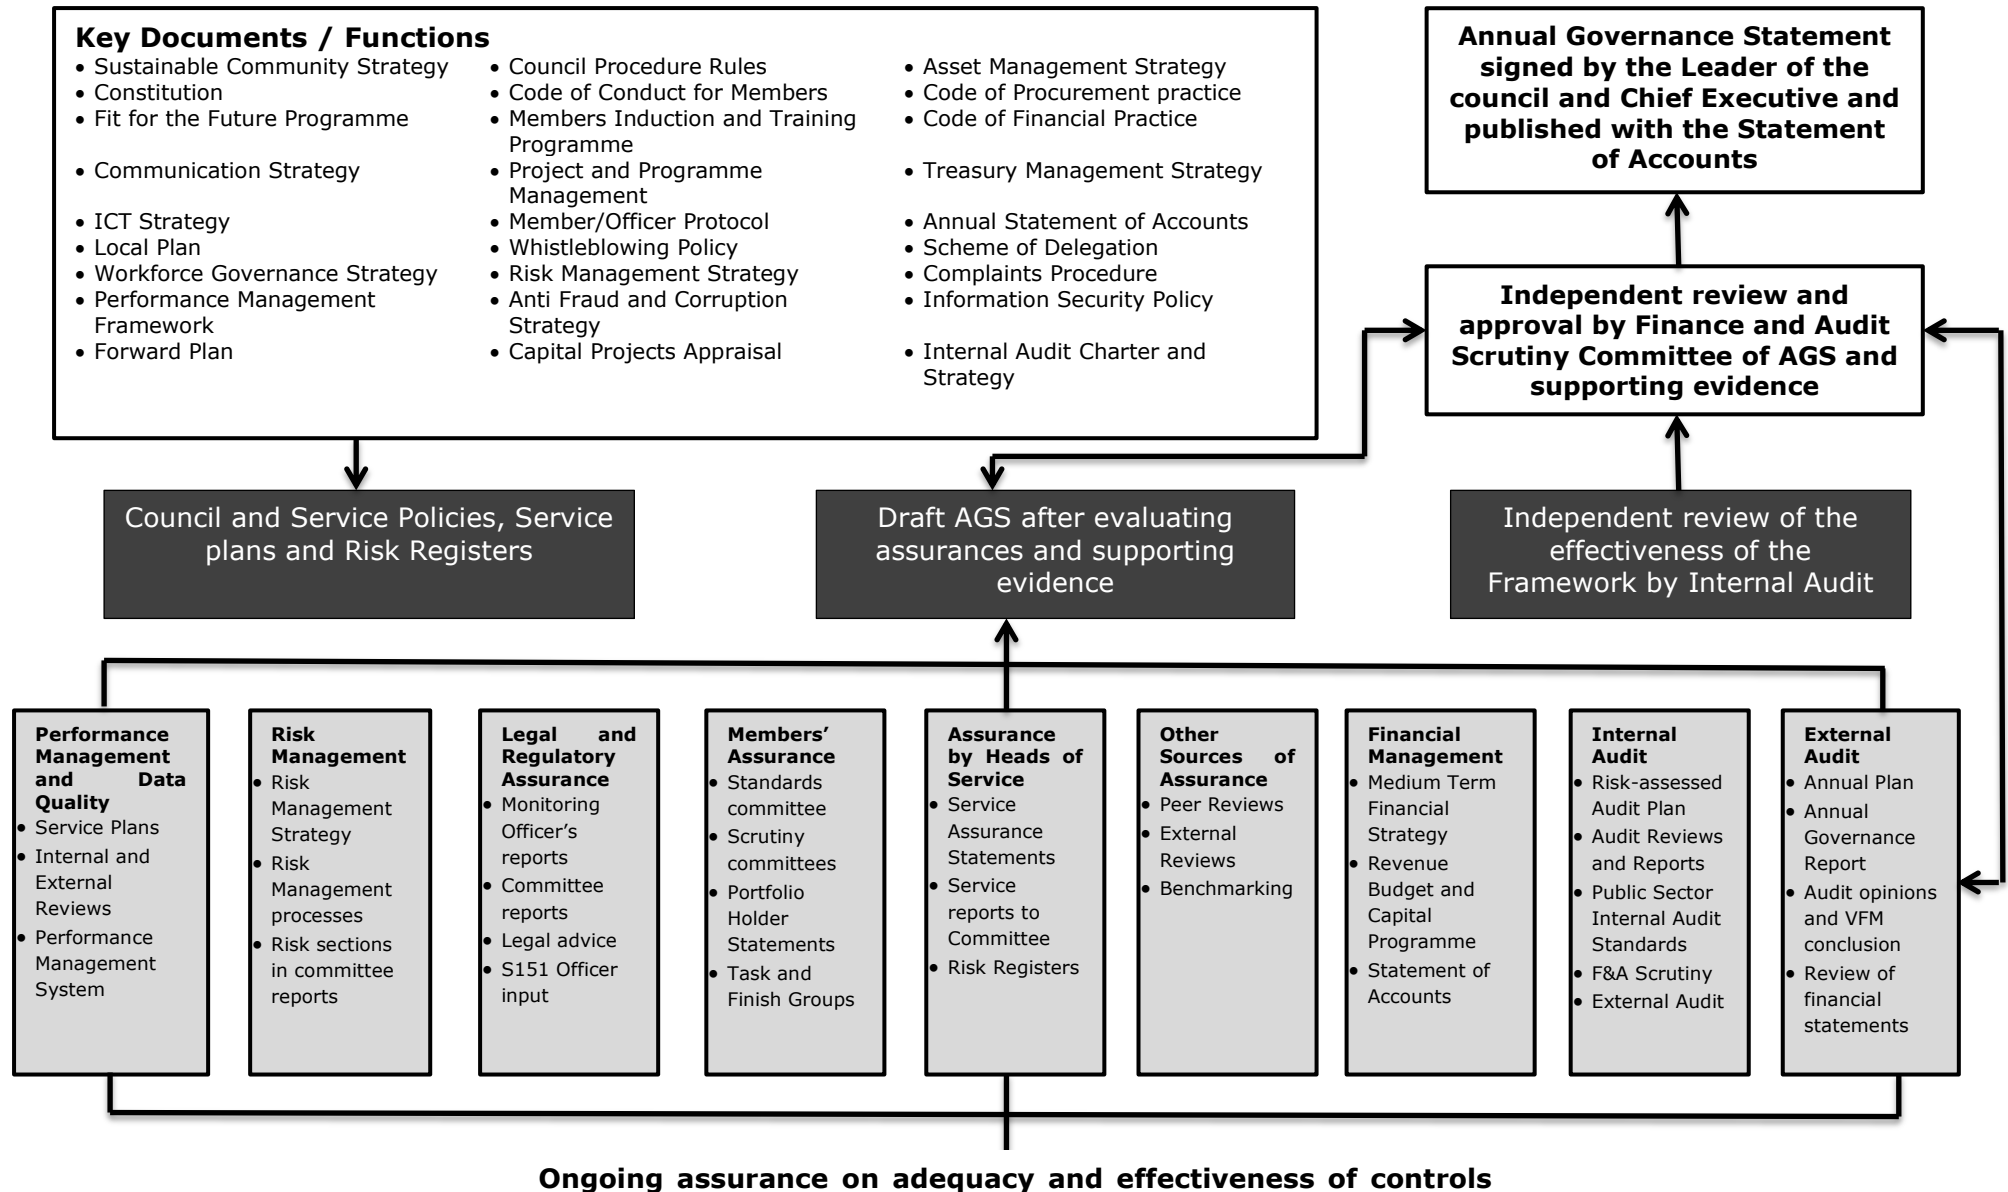 Key Documents / Functions
• Sustainable Community Strategy
• Constitution
• Fit for the Future Programme
• Communication Strategy
• ICT Strategy
• Local Plan
• Workforce Governance Strategy
• Performance Management
Framework
• Forward Plan
• Council Procedure Rules
• Code of Conduct for Members
• Members Induction and Training
Programme
• Project and Programme
Management
• Member/Officer Protocol
• Whistleblowing Policy
• Risk Management Strategy
• Anti Fraud and Corruption
Strategy
• Capital Projects Appraisal
• Asset Management Strategy
• Code of Procurement practice
• Code of Financial Practice
• Treasury Management Strategy
• Annual Statement of Accounts
• Scheme of Delegation
• Complaints Procedure
• Information Security Policy
• Internal Audit Charter and
Strategy
Annual Governance Statement
signed by the Leader of the
council and Chief Executive and
published with the Statement
of Accounts
Independent review and
approval by Finance and Audit
Scrutiny Committee of AGS and
supporting evidence
Council and Service Policies, Service
plans and Risk Registers
Draft AGS after evaluating
assurances and supporting
evidence
Independent review of the
effectiveness of the
Framework by Internal Audit
Performance
Management
and Data
Quality
• Service Plans
• Internal and
External
Reviews
• Performance
Management
System
Risk
Management
• Risk
Management
Strategy
• Risk
Management
processes
• Risk sections
in committee
reports
Legal and
Regulatory
Assurance
• Monitoring
Officer’s
reports
• Committee
reports
• Legal advice
• S151 Officer
input
Members’
Assurance
• Standards
committee
• Scrutiny
committees
• Portfolio
Holder
Statements
• Task and
Finish Groups
Assurance
by Heads of
Service
• Service
Assurance
Statements
• Service
reports to
Committee
• Risk Registers
Other
Sources of
Assurance
• Peer Reviews
• External
Reviews
• Benchmarking
Financial
Management
• Medium Term
Financial
Strategy
• Revenue
Budget and
Capital
Programme
• Statement of
Accounts
Internal
Audit
• Risk-assessed
Audit Plan
• Audit Reviews
and Reports
• Public Sector
Internal Audit
Standards
• F&A Scrutiny
• External Audit
External
Audit
• Annual Plan
• Annual
Governance
Report
• Audit opinions
and VFM
conclusion
• Review of
financial
statements
Ongoing assurance on adequacy and effectiveness of controls